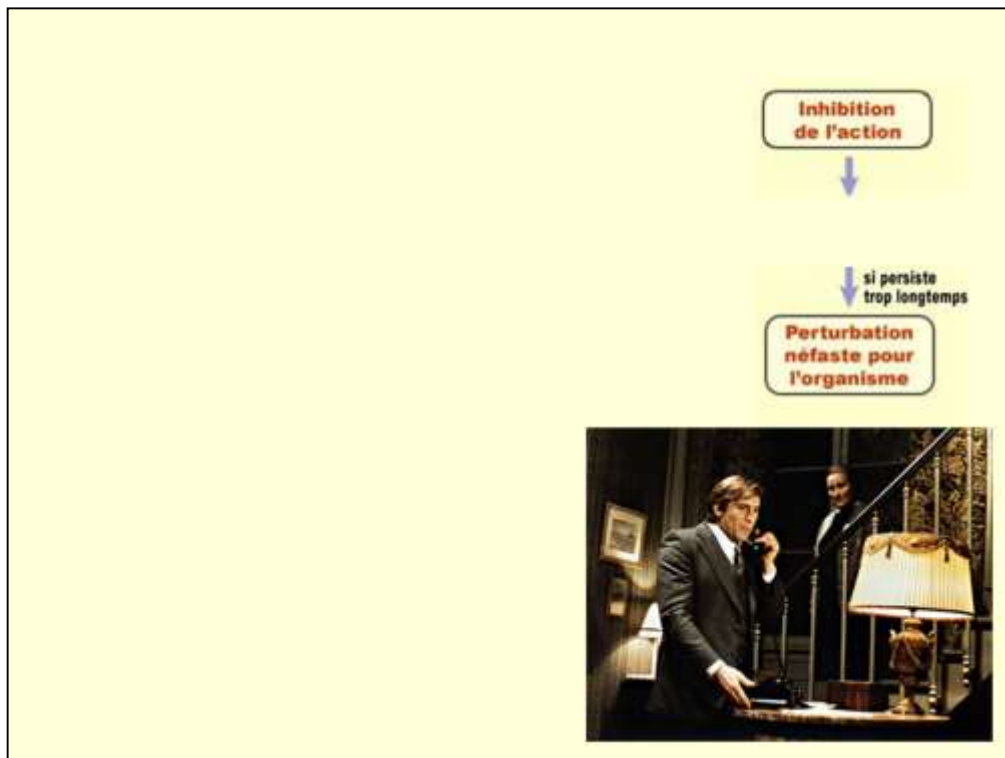 Inhibition
de l'action
si persiste
trop longtemps
Perturbation
néfaste pour
l'organisme